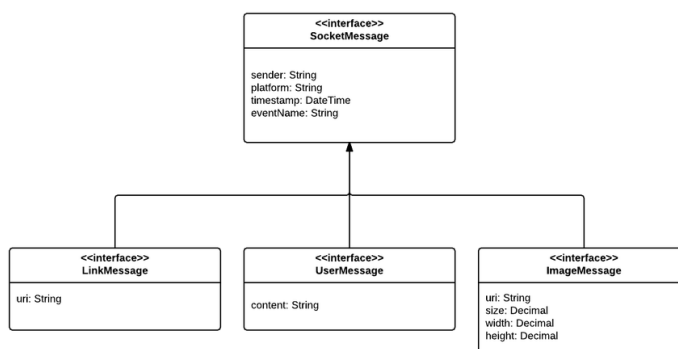 <<interface>>
SocketMessage
sender: String
platform: String
timestamp: DateTime
eventName: String
<<interface>>
LinkMessage
uri: String
<<interface>>
UserMessage
content: String
<<interface>>
ImageMessage
uri: String
size: Decimal
width: Decimal
height: Decimal